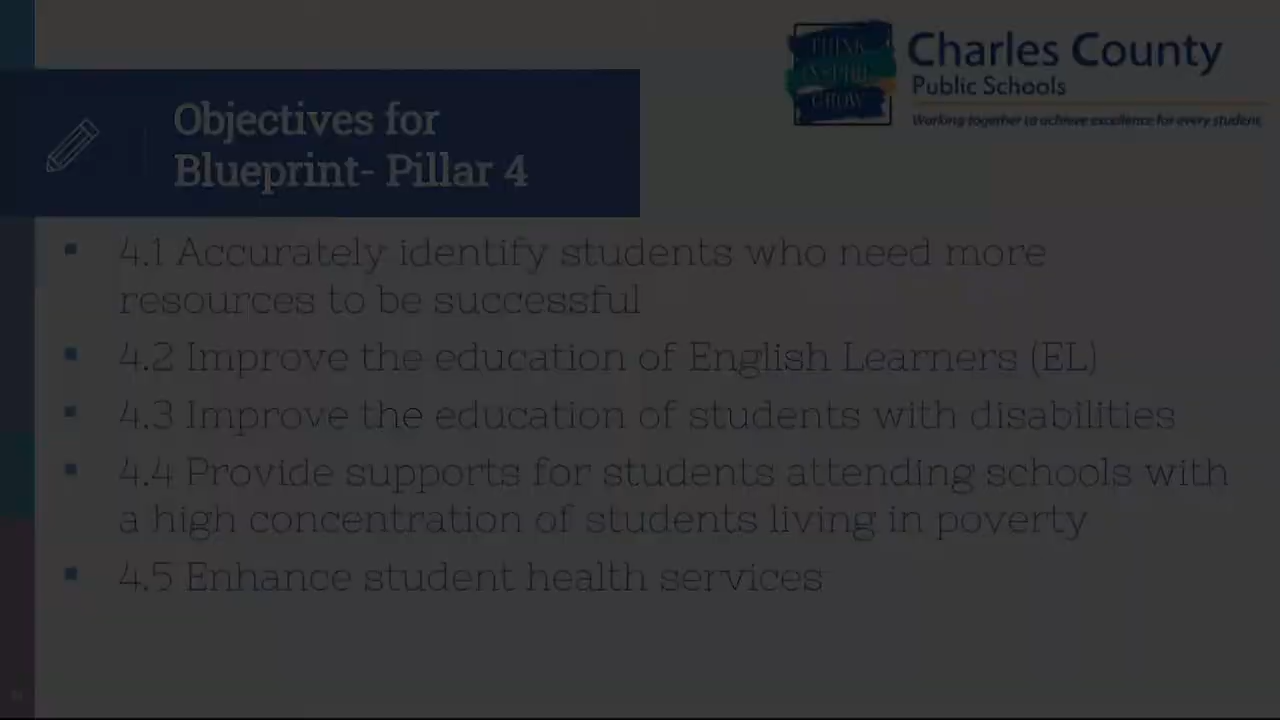 THINK
INSPIRE
GROW
Charles County
Public Schools
Working together to achieve excellence for every student.
Objectives for
Blueprint- Pillar 4
4.1 Accurately identify students who need more
resources to be successful
4.2 Improve the education of English Learners (EL)
4.3 Improve the education of students with disabilities
4.4 Provide supports for students attending schools with
a high concentration of students living in poverty
4.5 Enhance student health services